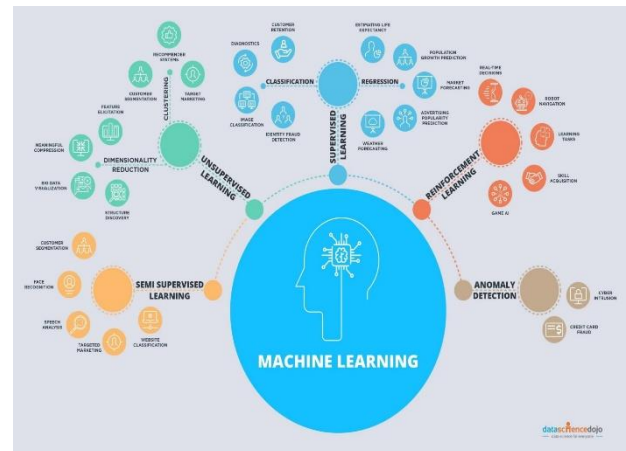 RECOMMENDED
SYSTEMS
CUSTOMER
SEGMENTATION
TARGET
MARKETING
CLUSTERING
FEATURE
ELICITATION
MEANINGFUL
COMPRESSION
DIMENSIONALITY
REDUCTION
BIG DATA
VISUALIZATION
STRUCTURE
DISCOVERY
UNSUPERVISED
LEARNING
CUSTOMER
RETENTION
DIAGNOSTICS
CLASSIFICATION
IMAGE
CLASSIFICATION
IDENTITY FRAUD
DETECTION
ESTIMATING LIFE
EXPECTANCY
POPULATION
GROWTH PREDICTION
REGRESSION
MARKET
FORECASTING
ADVERTISING
POPULARITY
PREDICTION
WEATHER
FORECASTING
SUPERVISED
LEARNING
REAL-TIME
DECISIONS
ROBOT
NAVIGATION
LEARNING
TASKS
SKILL
ACQUISITION
GAME AI
REINFORCEMENT
LEARNING
CUSTOMER
SEGMENTATION
FACE
RECOGNITION
SPEECH
ANALYSIS
TARGETED
MARKETING
WEBSITE
CLASSIFICATION
SEMI SUPERVISED
LEARNING
ANOMALY
DETECTION
CYBER
INTRUSION
CREDIT CARD
FRAUD
MACHINE LEARNING
datasciencedojo